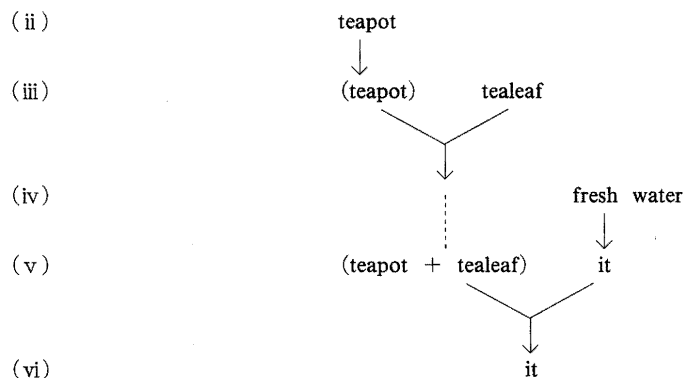 (ii) teapot
(iii) (teapot) tealeaf
(iv) fresh water
(v) (teapot + tealeaf) it
(vi) it